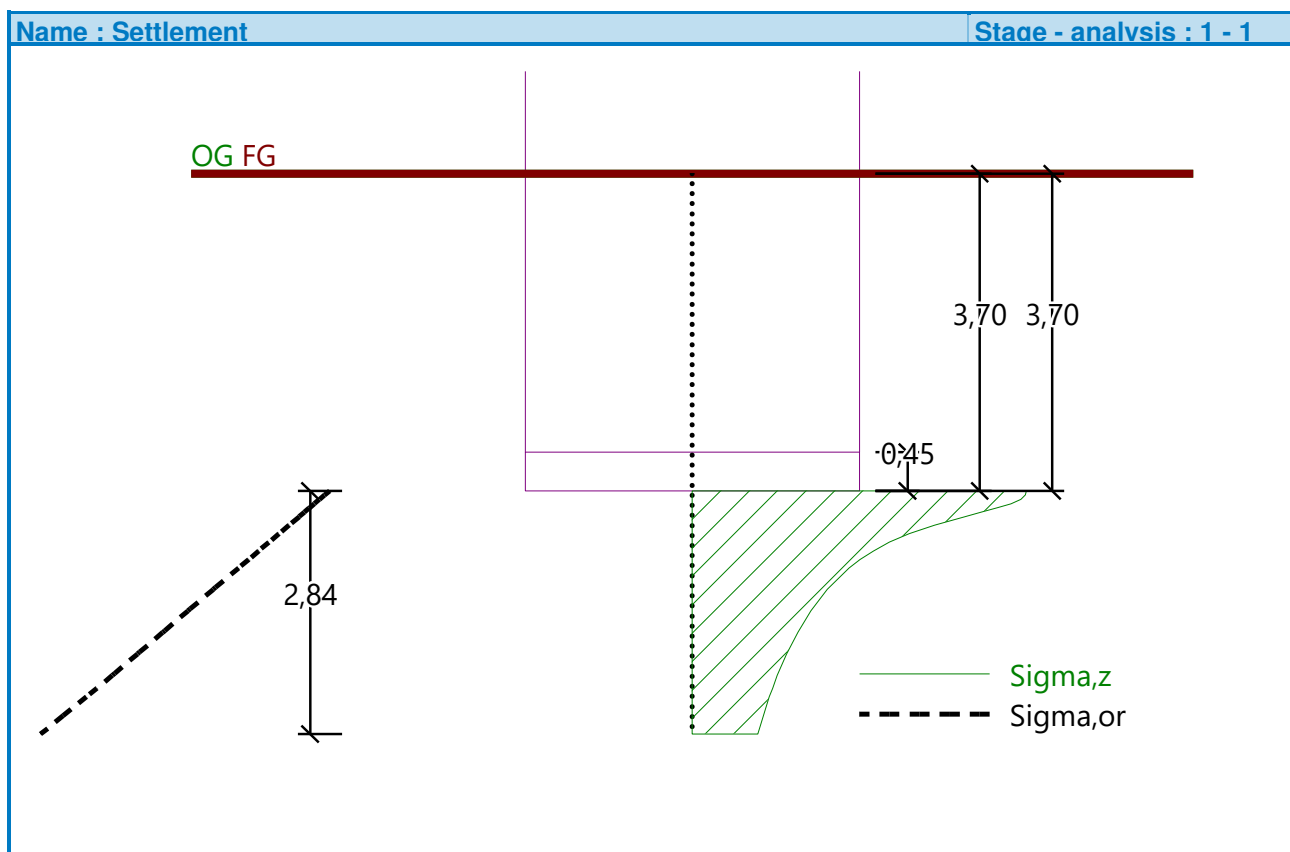 Name : Settlement
Stage - analysis : 1 - 1
OG FG
3,70 3,70
0,45
2,84
Sigma,z
Sigma,or